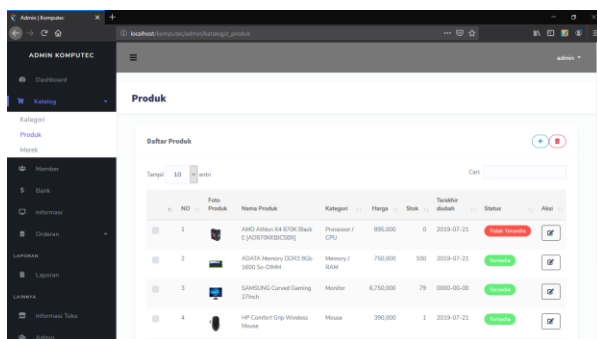 Admin | Komputec
localhost/komputec/admin/katalog/c_produk
ADMIN KOMPUTEC
admin
Dashboard
Katalog
Kategori
Produk
Merek
Member
Bank
Informasi
Orderan
LAPORAN
Laporan
LAINNYA
Informasi Toko
Admin
Produk
Daftar Produk
Tampil 10 entri
Cari
NO Foto Produk Nama Produk Kategori Harga Stok Terakhir diubah Status Aksi
1 AMD Athlon X4 870K Black Processor / 895,000 0 2019-07-21 Tidak Tersedia
E [AD870KXBJCSBX] CPU
2 ADATA Memory DDR3 8Gb Memory / 750,000 100 2019-07-21 Tersedia
1600 So-DIMM RAM
3 SAMSUNG Curved Gaming Monitor 6,750,000 79 0000-00-00 Tersedia
27Inch
4 HP Comfort Grip Wireless Mouse 390,000 1 2019-07-21 Tersedia
Mouse